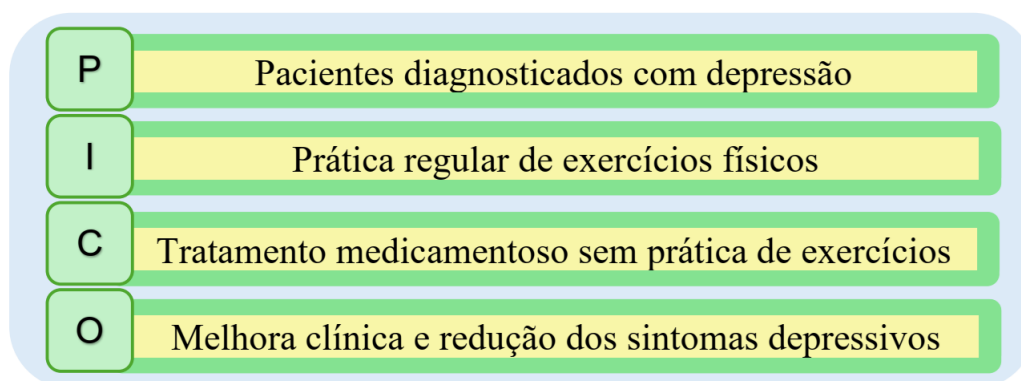 P
Pacientes diagnosticados com depressão
I
Prática regular de exercícios físicos
C
Tratamento medicamentoso sem prática de exercícios
O
Melhora clínica e redução dos sintomas depressivos